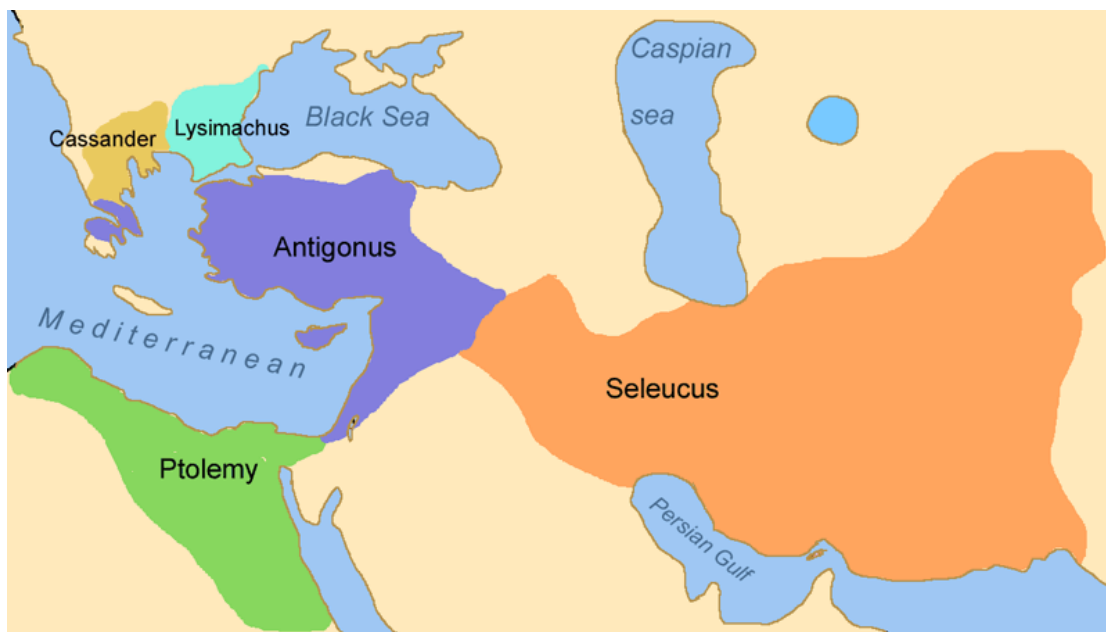 Caspian
sea
Black Sea
Lysimachus
Cassander
Antigonus
Mediterranean
Seleucus
Ptolemy
Persian Gulf